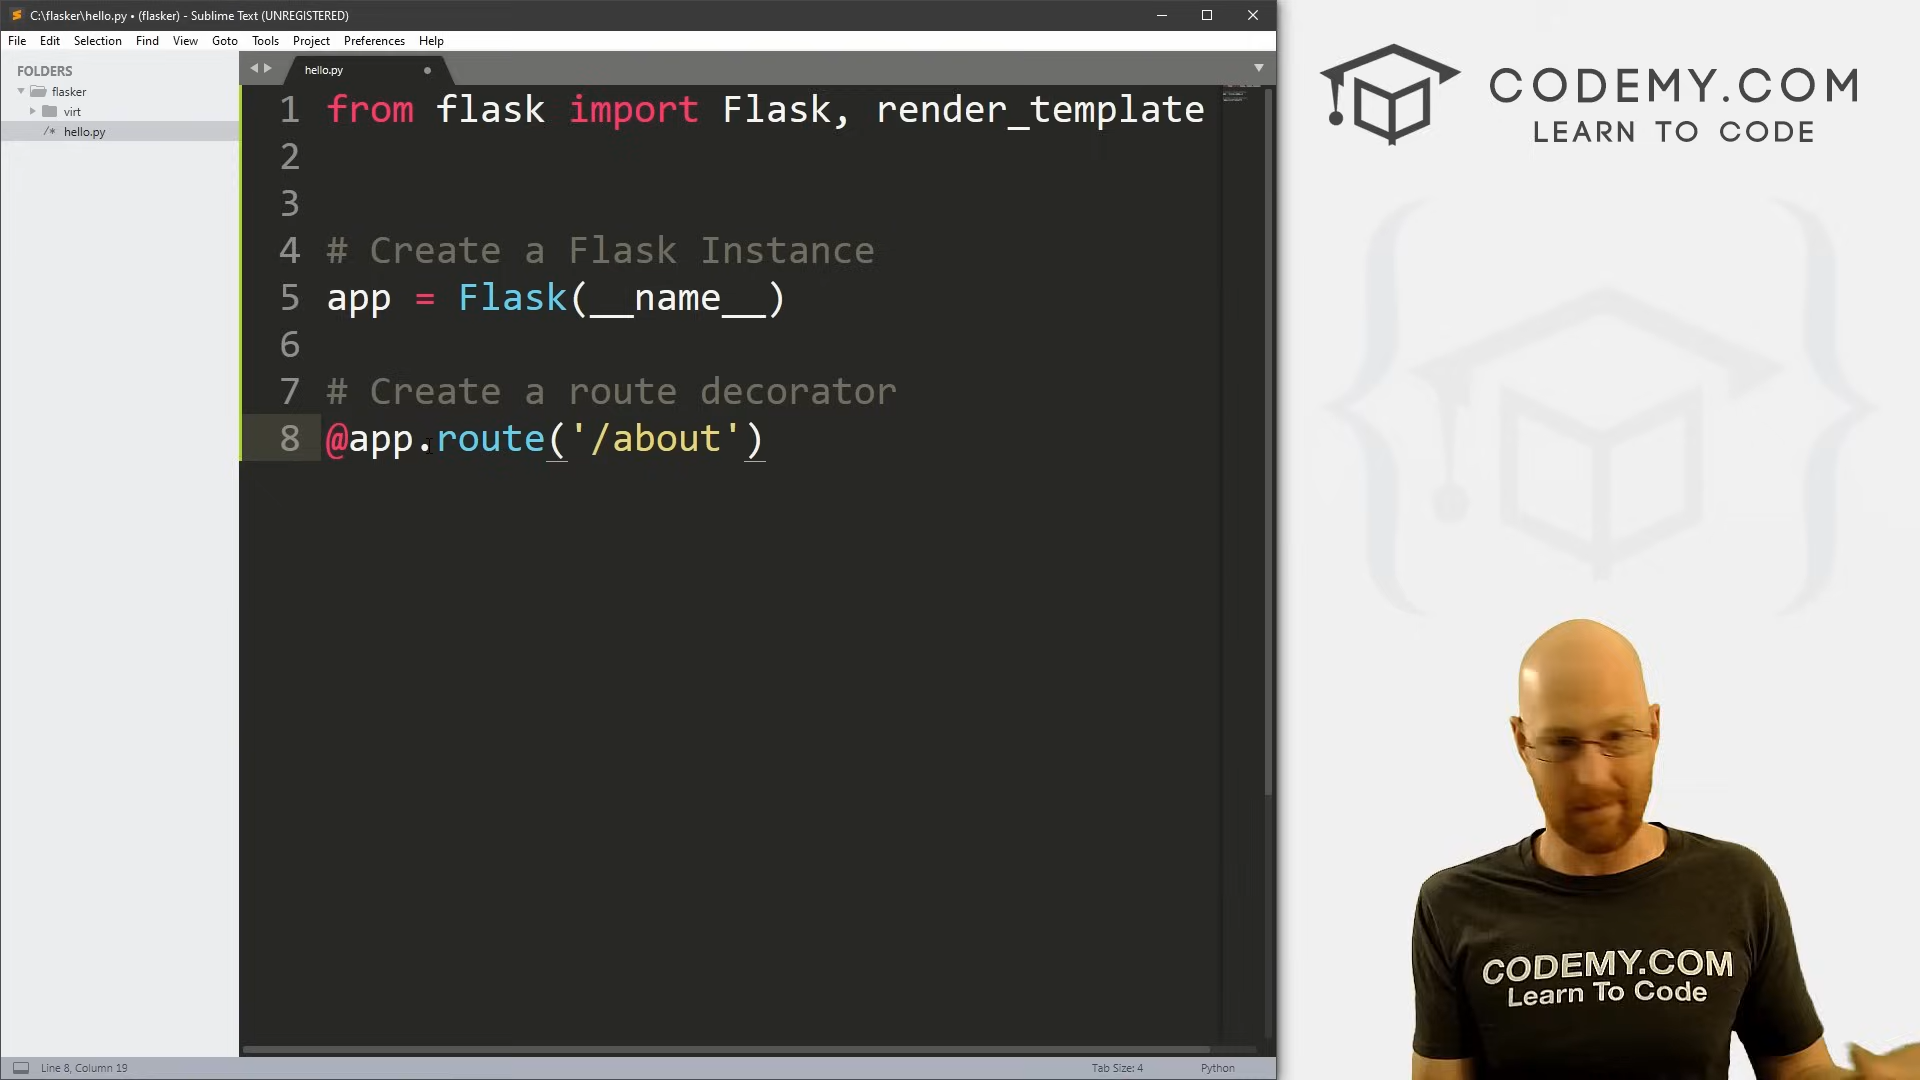 C:\flasker\hello.py • (flasker) - Sublime Text (UNREGISTERED)
File Edit Selection Find View Goto Tools Project Preferences Help
FOLDERS
flasker
virt
/* hello.py
hello.py
1 from flask import Flask, render_template
2
3
4 # Create a Flask Instance
5 app = Flask(__name__)
6
7 # Create a route decorator
8 @app.route('/about')
Line 8, Column 19
Tab Size: 4
Python
CODEMY.COM
LEARN TO CODE
CODEMY.COM
Learn To Code